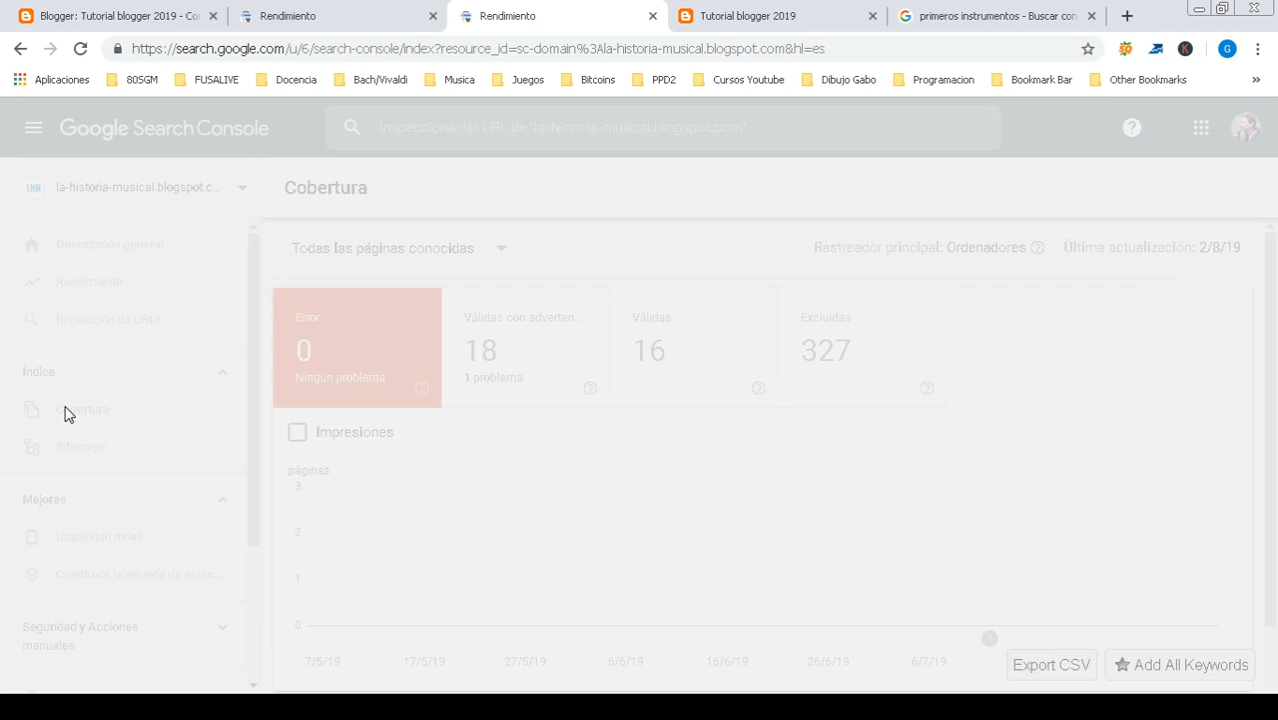 Blogger: Tutorial blogger 2019 - Co
Rendimiento
Rendimiento
Tutorial blogger 2019
primeros instrumentos - Buscar con
https://search.google.com/u/6/search-console/index?resource_id=sc-domain%3Ala-historia-musical.blogspot.com&hl=es
Aplicaciones
80SGM
FUSALIVE
Docencia
Bach/Vivaldi
Musica
Juegos
Bitcoins
PPD2
Cursos Youtube
Dibujo Gabo
Programacion
Bookmark Bar
Other Bookmarks
Google Search Console
Inspeccionar las URL de "la-historia-musical.blogspot.com"
LHM
la-historia-musical.blogspot.c...
Cobertura
Descripción general
Rendimiento
Inspección de URLs
Índice
Cobertura
Sitemaps
Mejoras
Usabilidad móvil
Cuadro de búsqueda de enlac...
Seguridad y Acciones
manuales
Todas las páginas conocidas
Rastreador principal: Ordenadores
Última actualización: 2/8/19
Error
0
Ningún problema
Válidas con adverten...
18
1 problema
Válidas
16
Excluidas
327
Impresiones
páginas
3
2
1
0
7/5/19
17/5/19
27/5/19
6/6/19
16/6/19
26/6/19
6/7/19
Export CSV
Add All Keywords